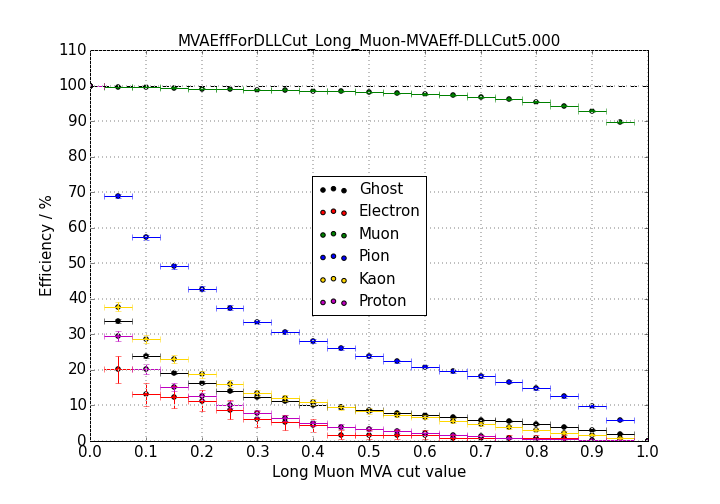 MVAEffForDLLCut_Long_Muon-MVAEff-DLLCut5.000
110
100
90
80
70
60
50
40
30
20
10
0
Efficiency / %
Ghost
Electron
Muon
Pion
Kaon
Proton
0.0 0.1 0.2 0.3 0.4 0.5 0.6 0.7 0.8 0.9 1.0
Long Muon MVA cut value